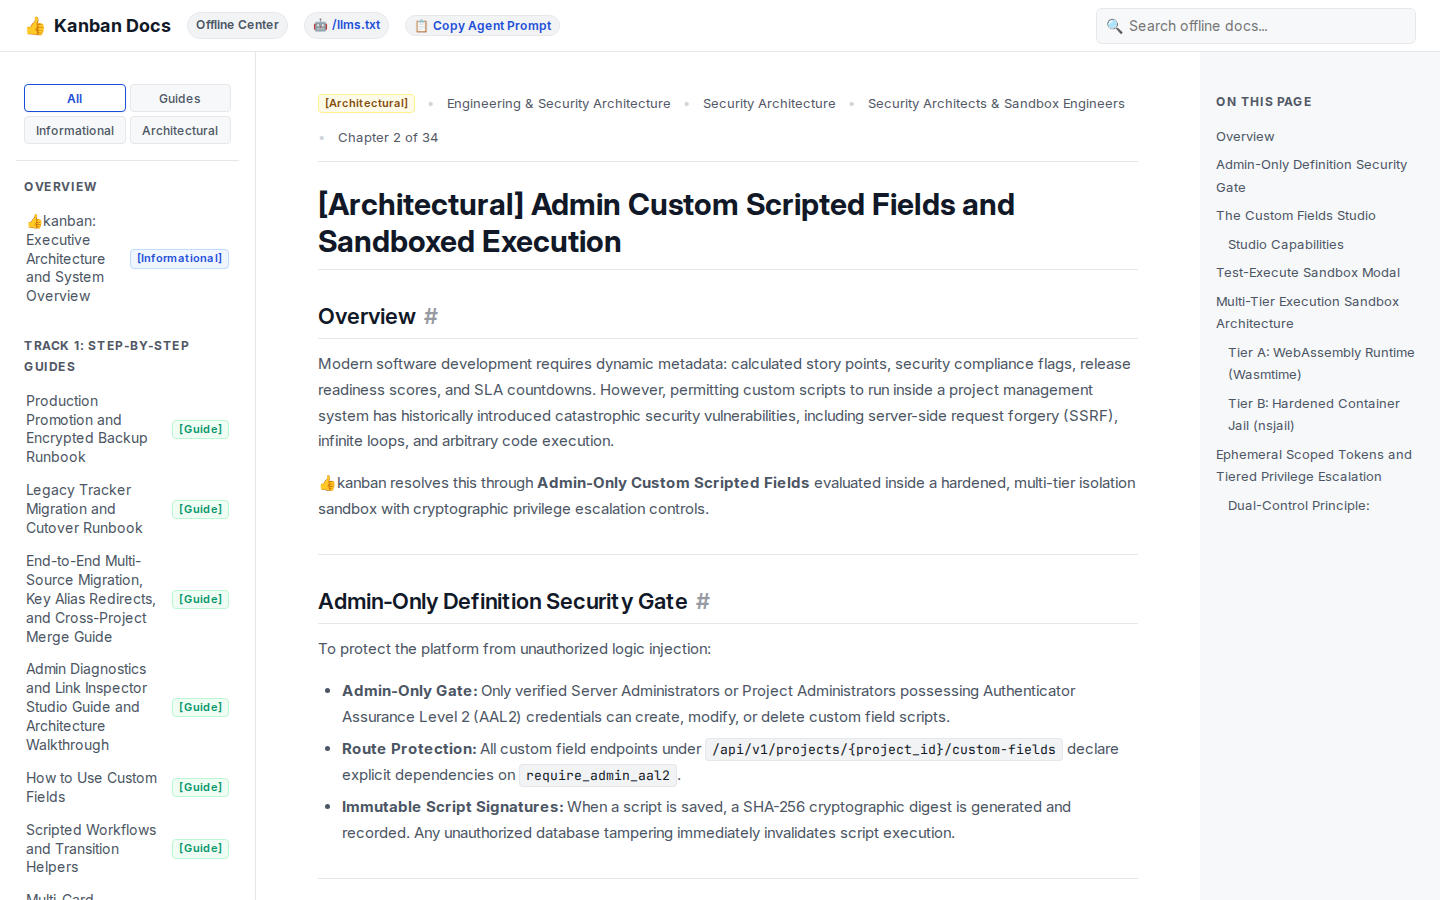 👍 Kanban Docs
Offline Center
🤖 /llms.txt
📋 Copy Agent Prompt
🔍 Search offline docs...
All
Guides
Informational
Architectural
OVERVIEW
👍kanban:
Executive
Architecture
and System
Overview
[Informational]
TRACK 1: STEP-BY-STEP
GUIDES
Production
Promotion and
Encrypted Backup
Runbook
[Guide]
Legacy Tracker
Migration and
Cutover Runbook
[Guide]
End-to-End Multi-
Source Migration,
Key Alias Redirects,
and Cross-Project
Merge Guide
[Guide]
Admin Diagnostics
and Link Inspector
Studio Guide and
Architecture
Walkthrough
[Guide]
How to Use Custom
Fields
[Guide]
Scripted Workflows
and Transition
Helpers
[Guide]
Multi-Card
[Architectural] • Engineering & Security Architecture • Security Architecture • Security Architects & Sandbox Engineers
• Chapter 2 of 34
[Architectural] Admin Custom Scripted Fields and
Sandboxed Execution
Overview #
Modern software development requires dynamic metadata: calculated story points, security compliance flags, release
readiness scores, and SLA countdowns. However, permitting custom scripts to run inside a project management
system has historically introduced catastrophic security vulnerabilities, including server-side request forgery (SSRF),
infinite loops, and arbitrary code execution.
👍kanban resolves this through Admin-Only Custom Scripted Fields evaluated inside a hardened, multi-tier isolation
sandbox with cryptographic privilege escalation controls.
Admin-Only Definition Security Gate #
To protect the platform from unauthorized logic injection:
• Admin-Only Gate: Only verified Server Administrators or Project Administrators possessing Authenticator
Assurance Level 2 (AAL2) credentials can create, modify, or delete custom field scripts.
• Route Protection: All custom field endpoints under /api/v1/projects/{project_id}/custom-fields declare
explicit dependencies on require_admin_aal2.
• Immutable Script Signatures: When a script is saved, a SHA-256 cryptographic digest is generated and
recorded. Any unauthorized database tampering immediately invalidates script execution.
ON THIS PAGE
Overview
Admin-Only Definition Security
Gate
The Custom Fields Studio
Studio Capabilities
Test-Execute Sandbox Modal
Multi-Tier Execution Sandbox
Architecture
Tier A: WebAssembly Runtime
(Wasmtime)
Tier B: Hardened Container
Jail (nsjail)
Ephemeral Scoped Tokens and
Tiered Privilege Escalation
Dual-Control Principle: